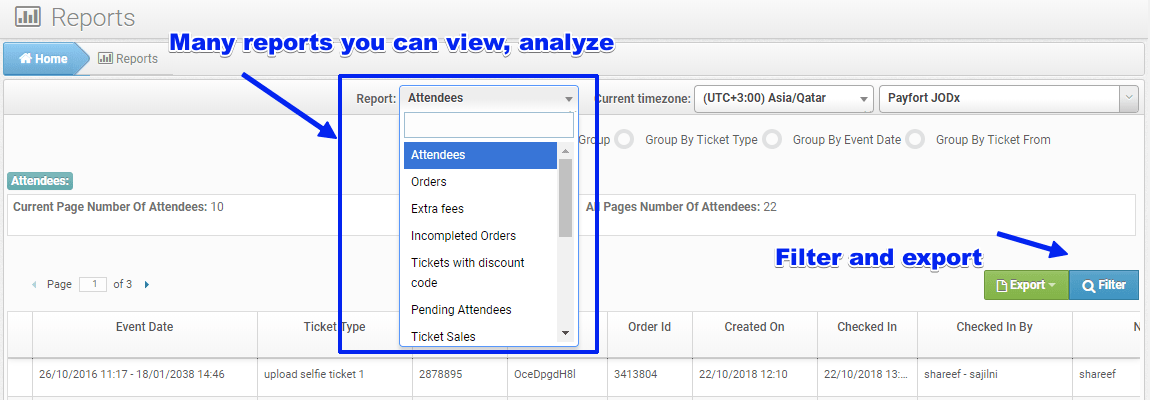 Reports
Many reports you can view, analyze
Home
Reports
Report: Attendees
Current timezone: (UTC+3:00) Asia/Qatar
Payfort JODx
Group
Group By Ticket Type
Group By Event Date
Group By Ticket From
Attendees
Orders
Extra fees
Incompleted Orders
Tickets with discount
code
Pending Attendees
Ticket Sales
Attendees:
Current Page Number Of Attendees: 10
Pages Number Of Attendees: 22
Filter and export
Page 1 of 3
Export
Filter
Event Date
Ticket Type
Order Id
Created On
Checked In
Checked In By
N
26/10/2016 11:17 - 18/01/2038 14:46
upload selfie ticket 1
2878895
OceDpgdH8l
3413804
22/10/2018 12:10
22/10/2018 13:...
shareef - sajilni
shareef